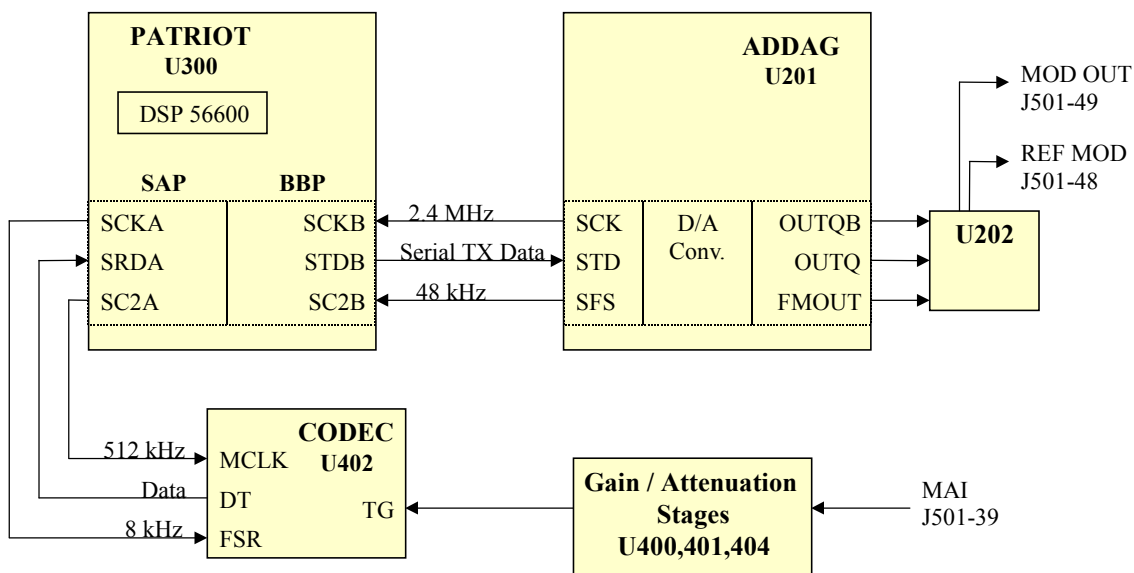 PATRIOT
U300
DSP 56600
SAP
BBP
SCKA
SCKB
SRDA
STDB
SC2A
SC2B
2.4 MHz
Serial TX Data
48 kHz
ADDAG
U201
SCK
D/A
Conv.
OUTQB
STD
OUTQ
SFS
FMOUT
U202
MOD OUT
J501-49
REF MOD
J501-48
512 kHz
Data
8 kHz
CODEC
U402
MCLK
DT
TG
FSR
Gain / Attenuation
Stages
U400,401,404
MAI
J501-39